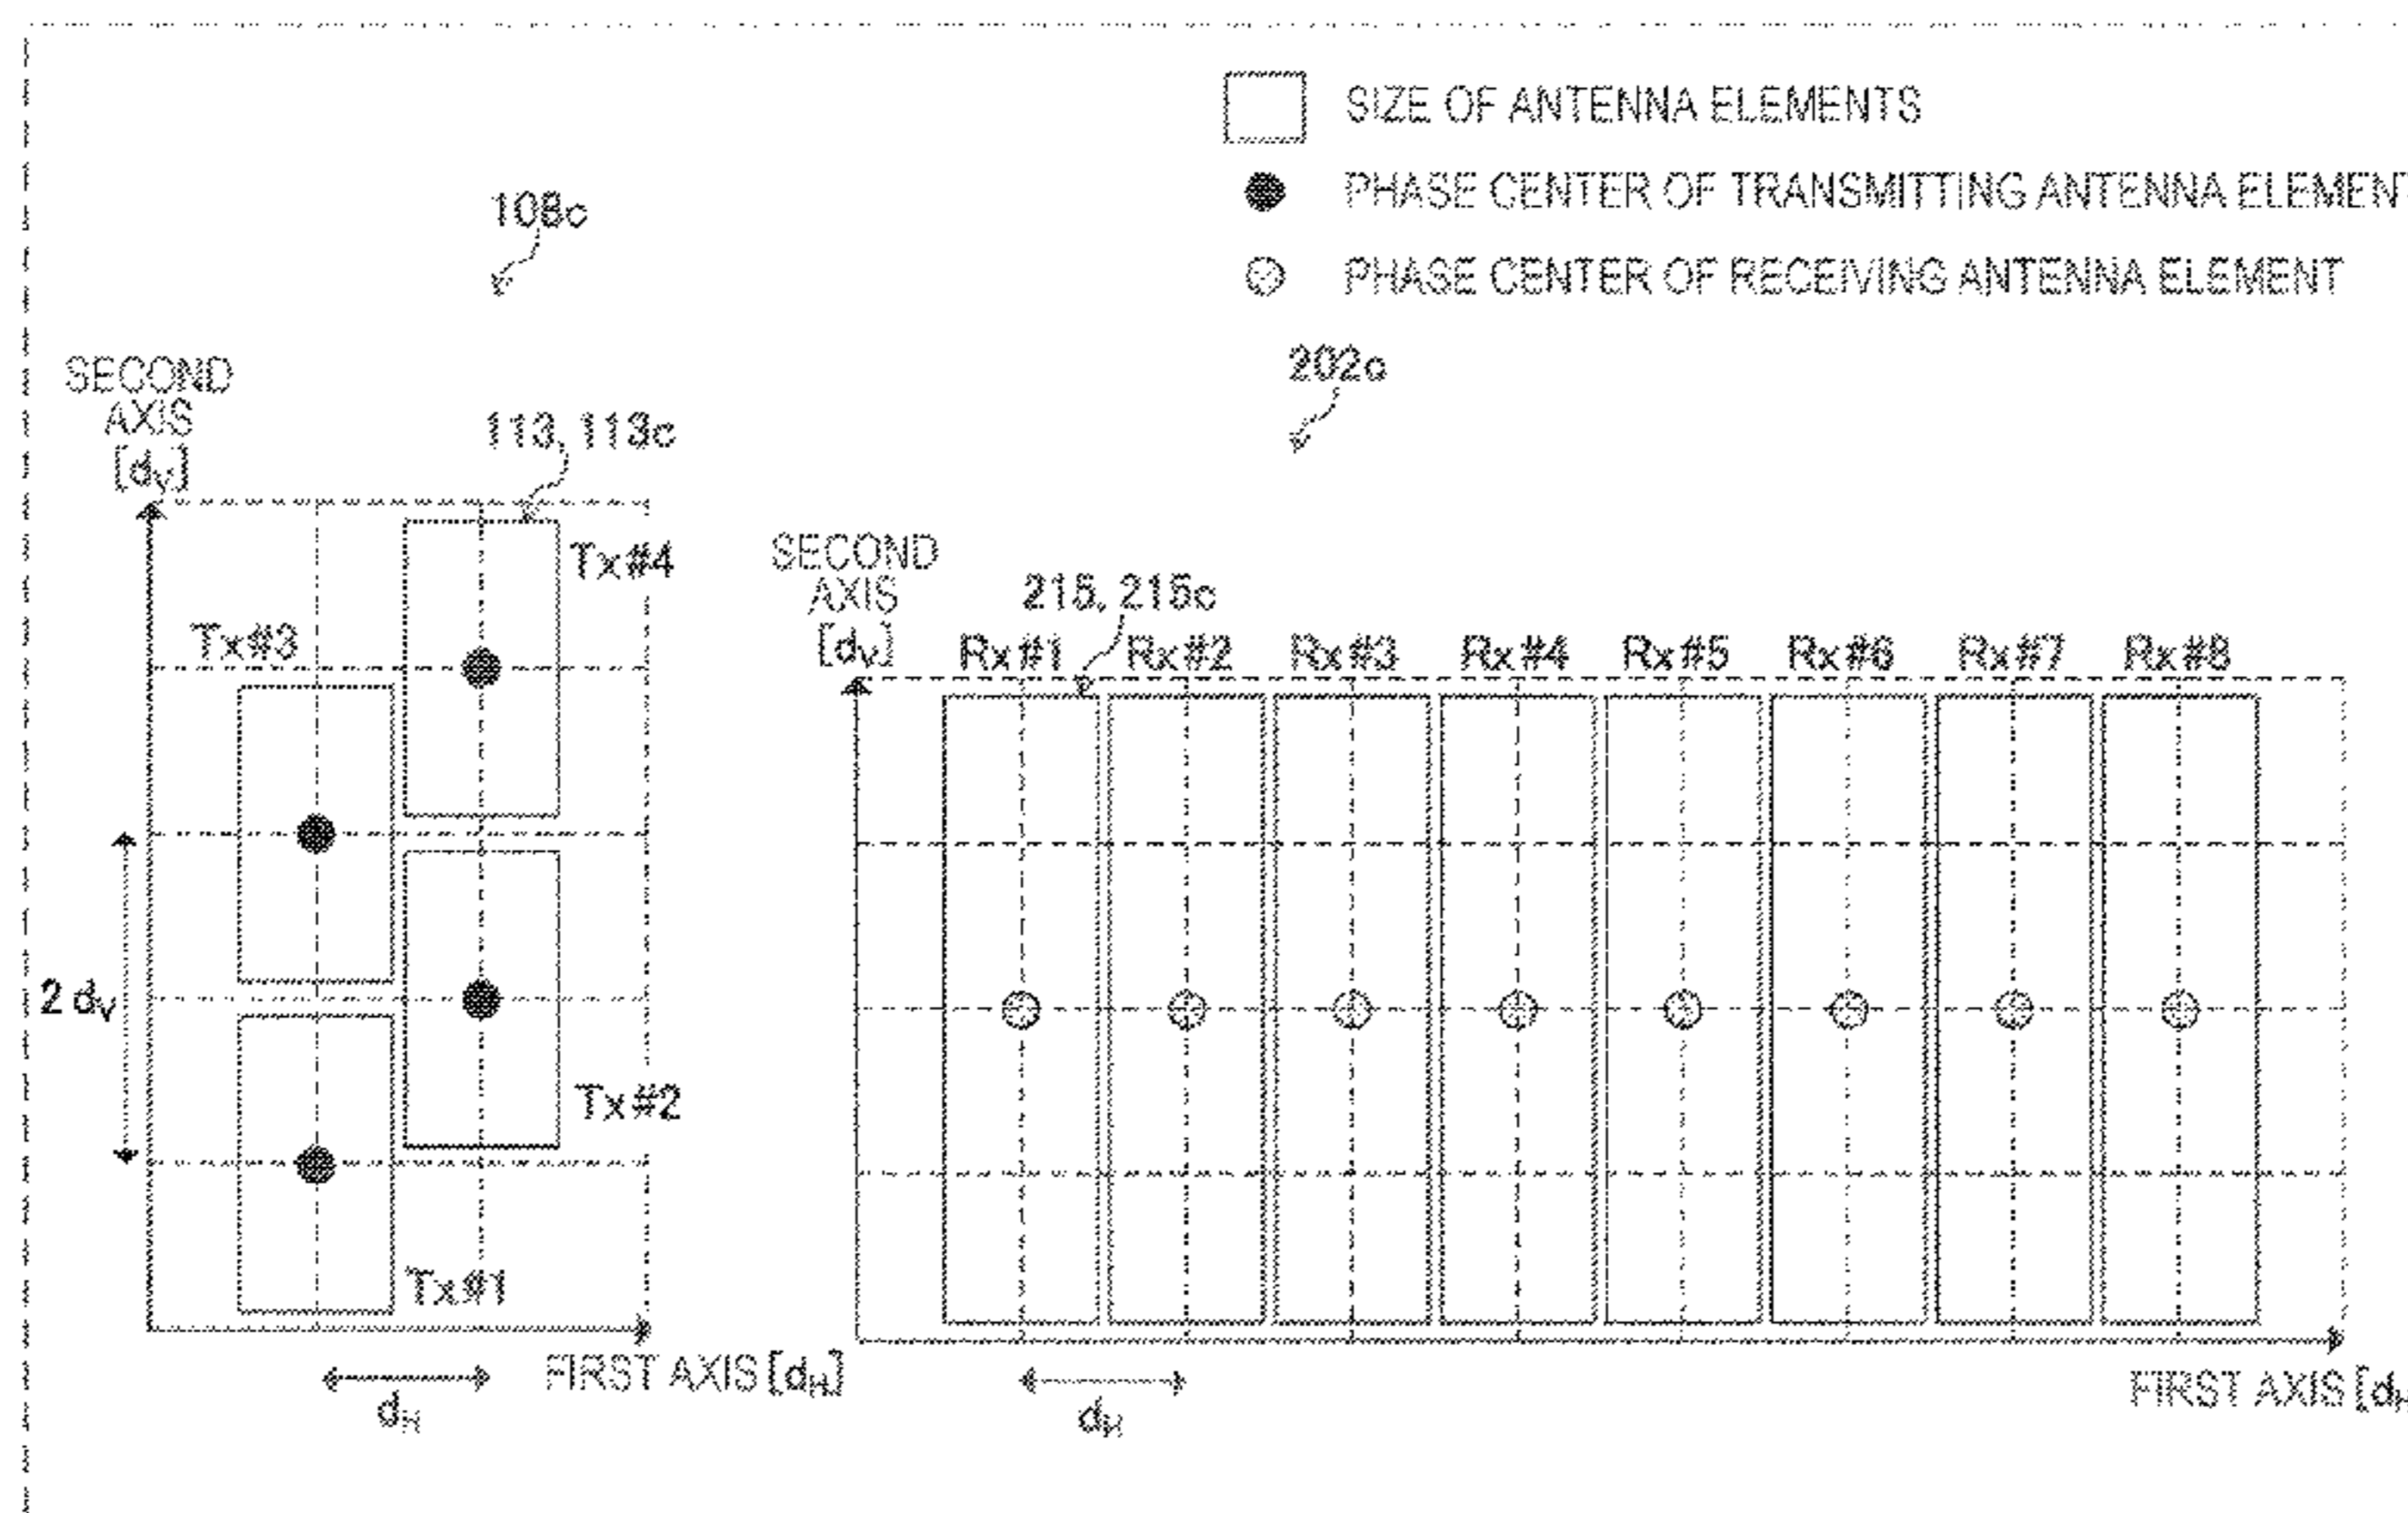 SIZE OF ANTENNA ELEMENTS
PHASE CENTER OF TRANSMITTING ANTENNA ELEMENT
PHASE CENTER OF RECEIVING ANTENNA ELEMENT
108c
202a
SECOND
AXIS
[dV]
113, 113c
Tx#4
Tx#3
2 dV
Tx#2
Tx#1
FIRST AXIS [dH]
dH
SECOND
AXIS
[dV]
215, 215c
Rx#1 Rx#2 Rx#3 Rx#4 Rx#5 Rx#6 Rx#7 Rx#8
dH
FIRST AXIS [dH